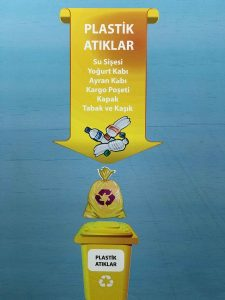 PLASTİK
ATIKLAR
Su Şişesi
Yoğurt Kabı
Ayran Kabı
Kargo Poşeti
Kapak
Tabak ve Kaşık
PLASTİK
ATIKLAR